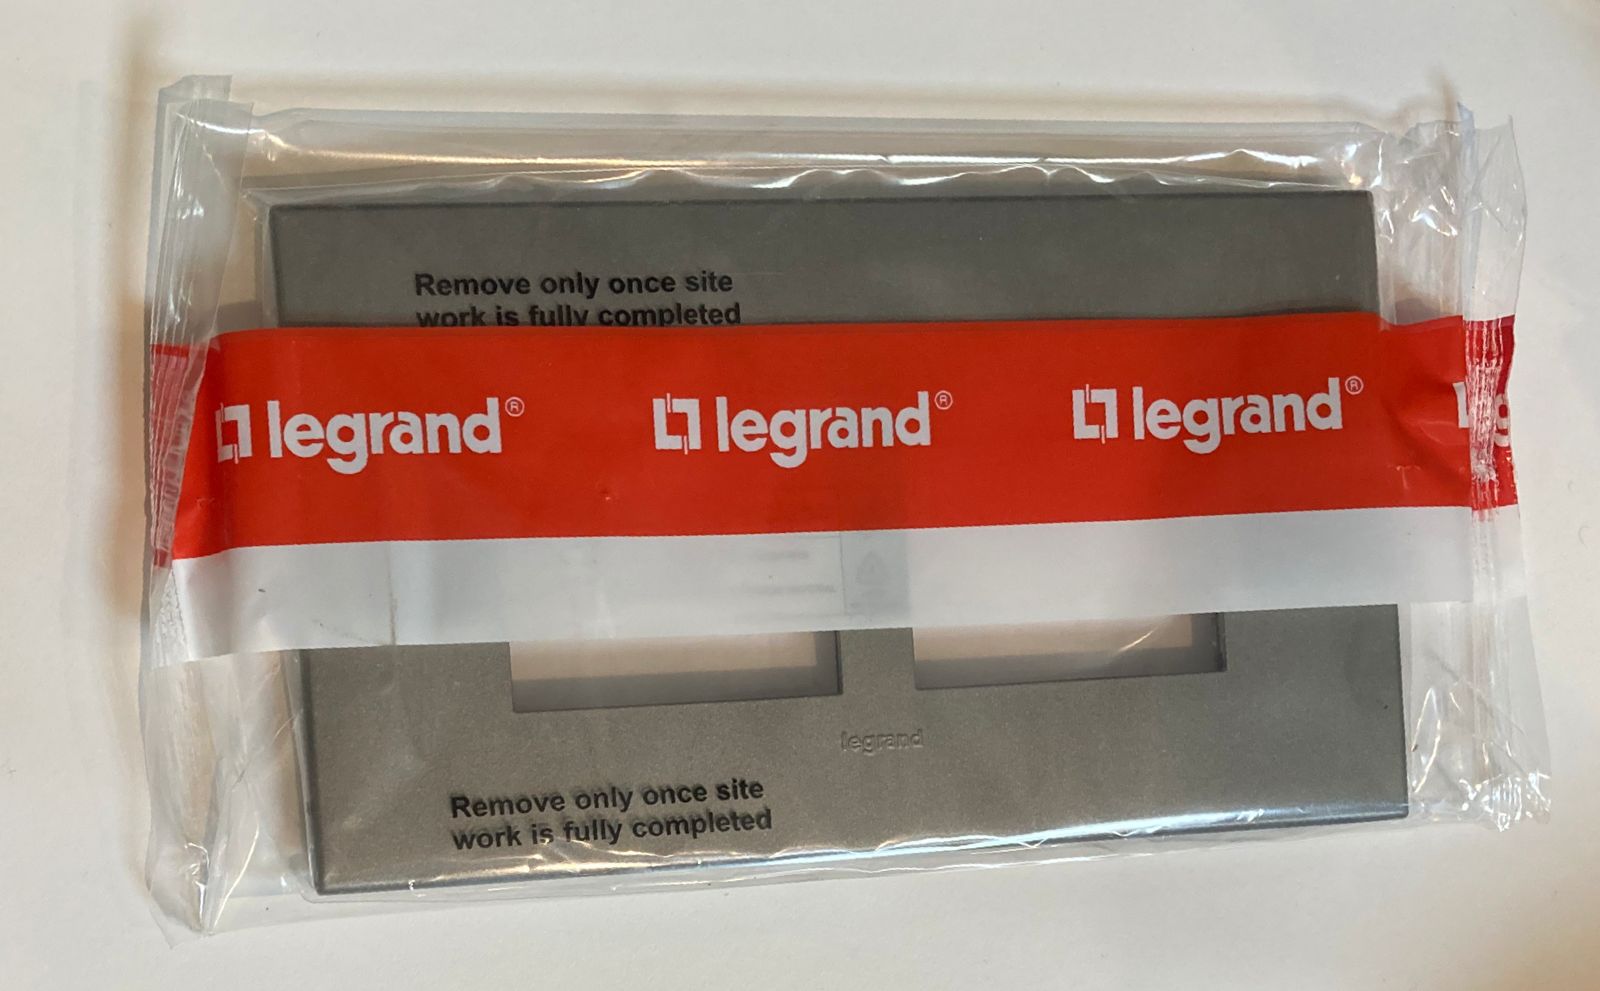 Remove only once site
work is fully completed
legrand® legrand® legrand®
legrand
Remove only once site
work is fully completed